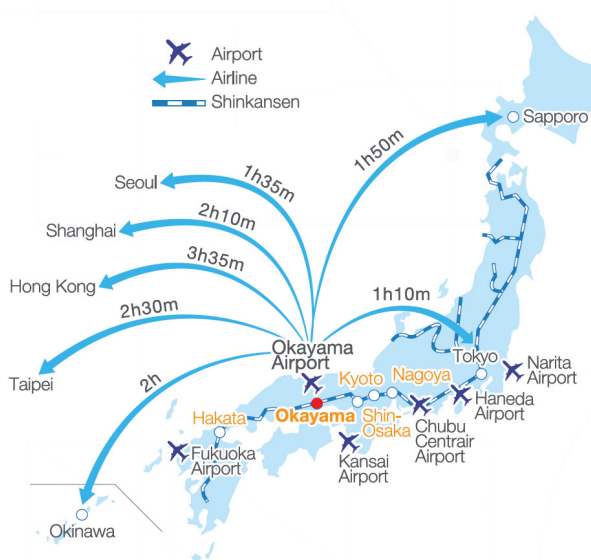 Airport
Airline
Shinkansen
Sapporo
1h50m
Seoul
1h35m
Shanghai
2h10m
Hong Kong
3h35m
Taipei
2h30m
1h10m
2h
Okayama
Airport
Tokyo
Narita
Airport
Haneda
Airport
Kyoto
Nagoya
Hakata
Okayama
Shin-
Osaka
Chubu
Centrair
Airport
Fukuoka
Airport
Kansai
Airport
Okinawa